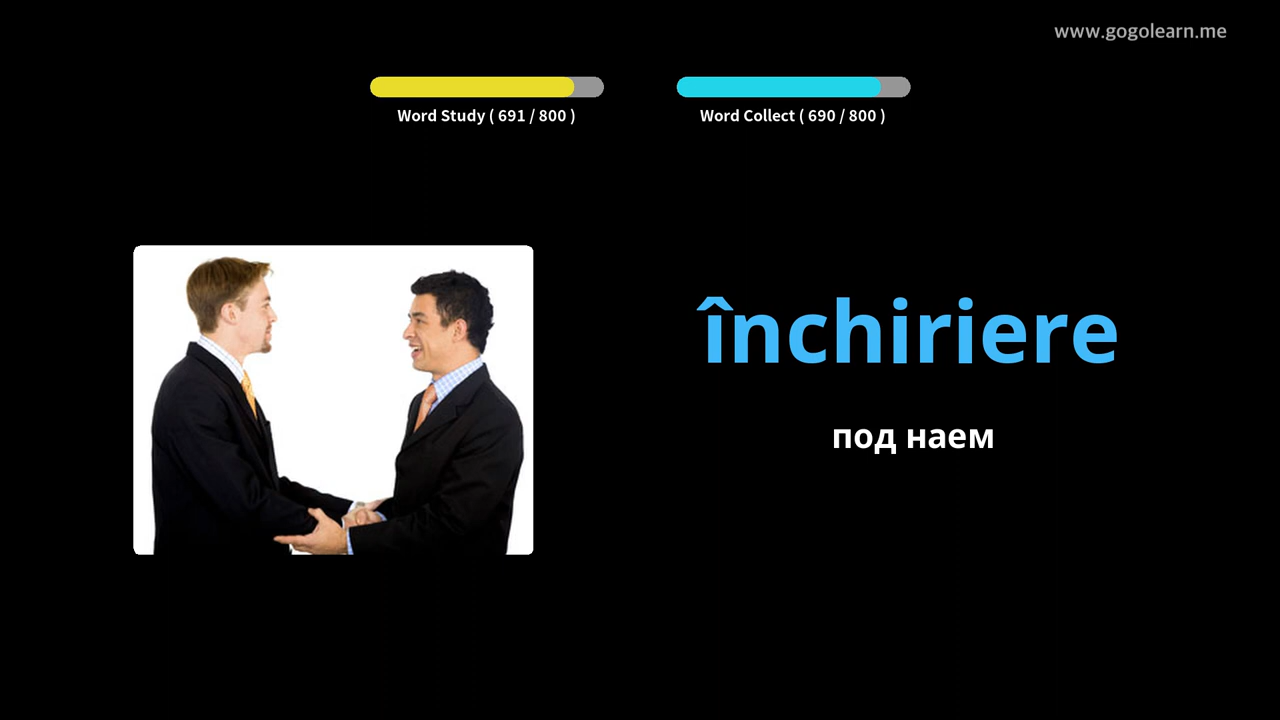 www.gogolearn.me
Word Study ( 691 / 800 )
Word Collect ( 690 / 800 )
închiriere
под наем